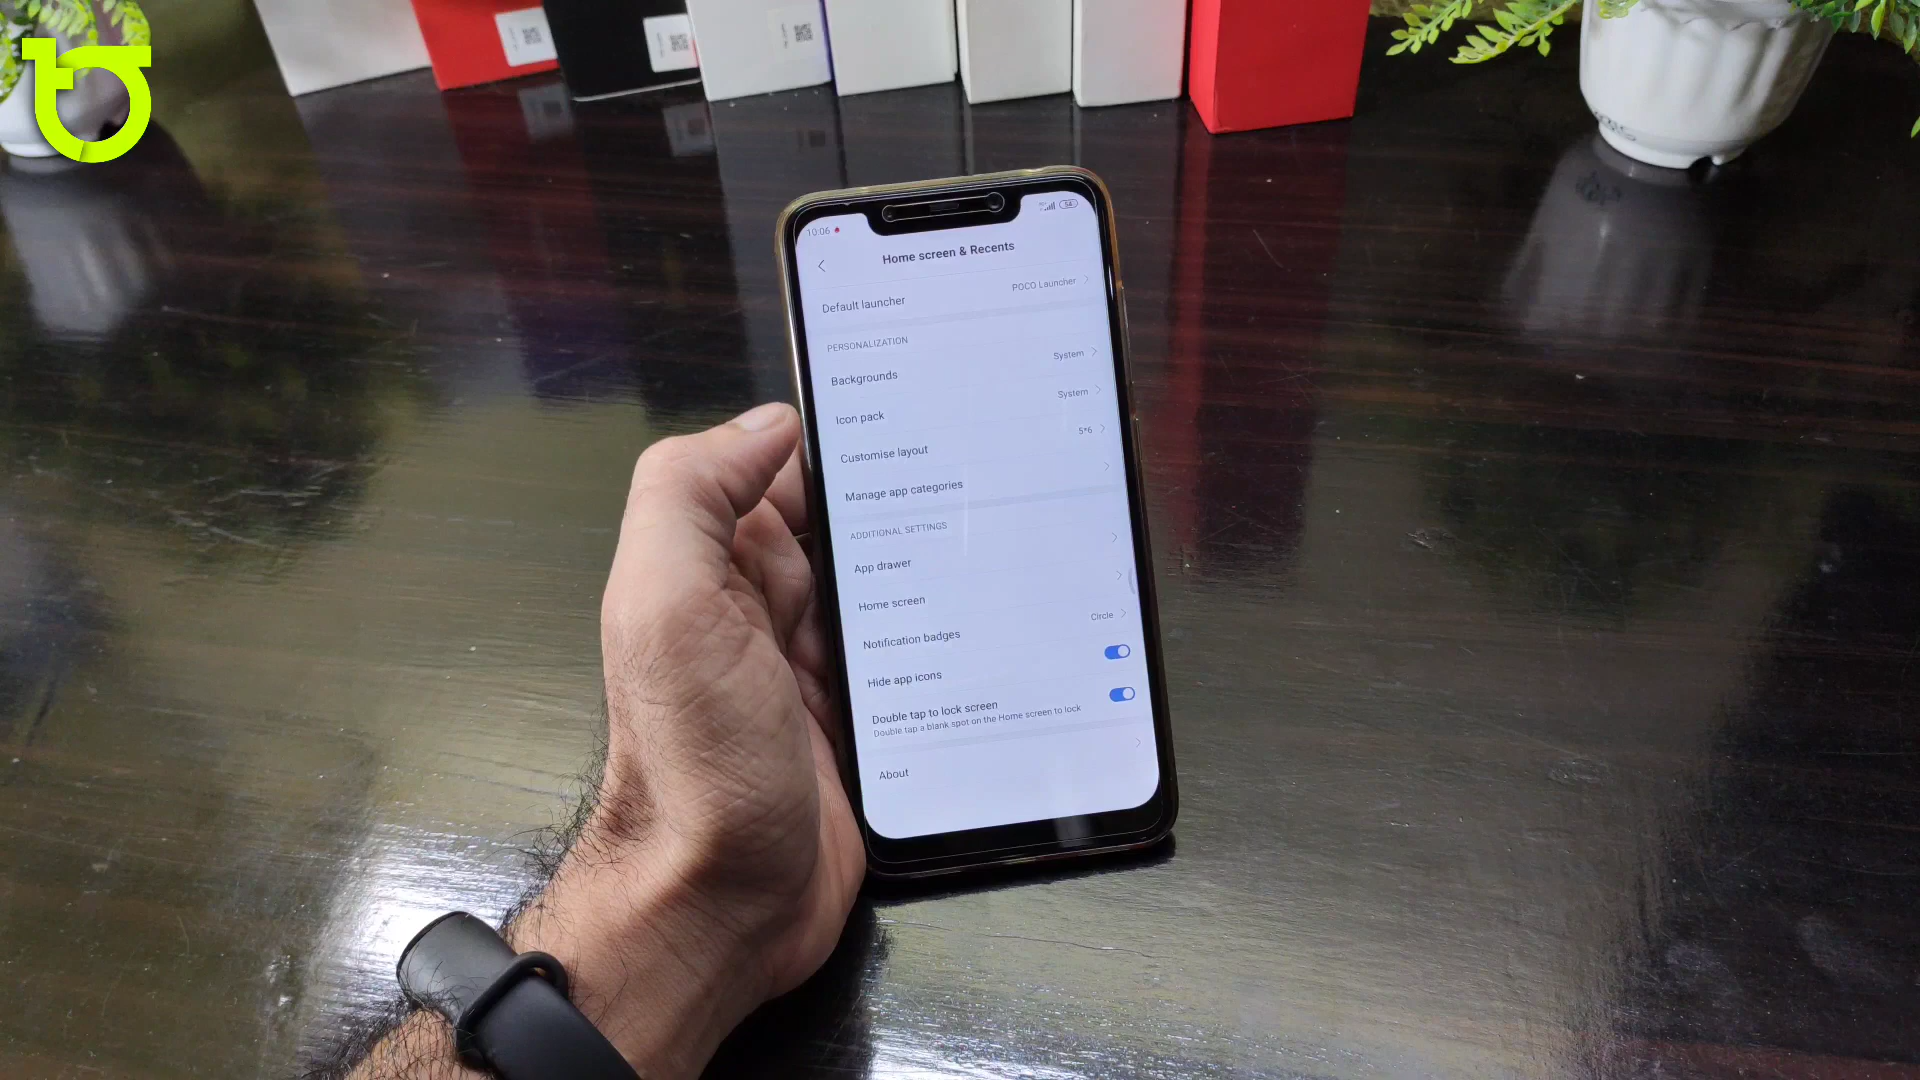 10:06
54
Home screen & Recents
Default launcher
POCO Launcher
PERSONALIZATION
Backgrounds
System
Icon pack
System
Customise layout
5*6
Manage app categories
ADDITIONAL SETTINGS
App drawer
Home screen
Notification badges
Circle
Hide app icons
Double tap to lock screen
Double tap a blank spot on the Home screen to lock
About